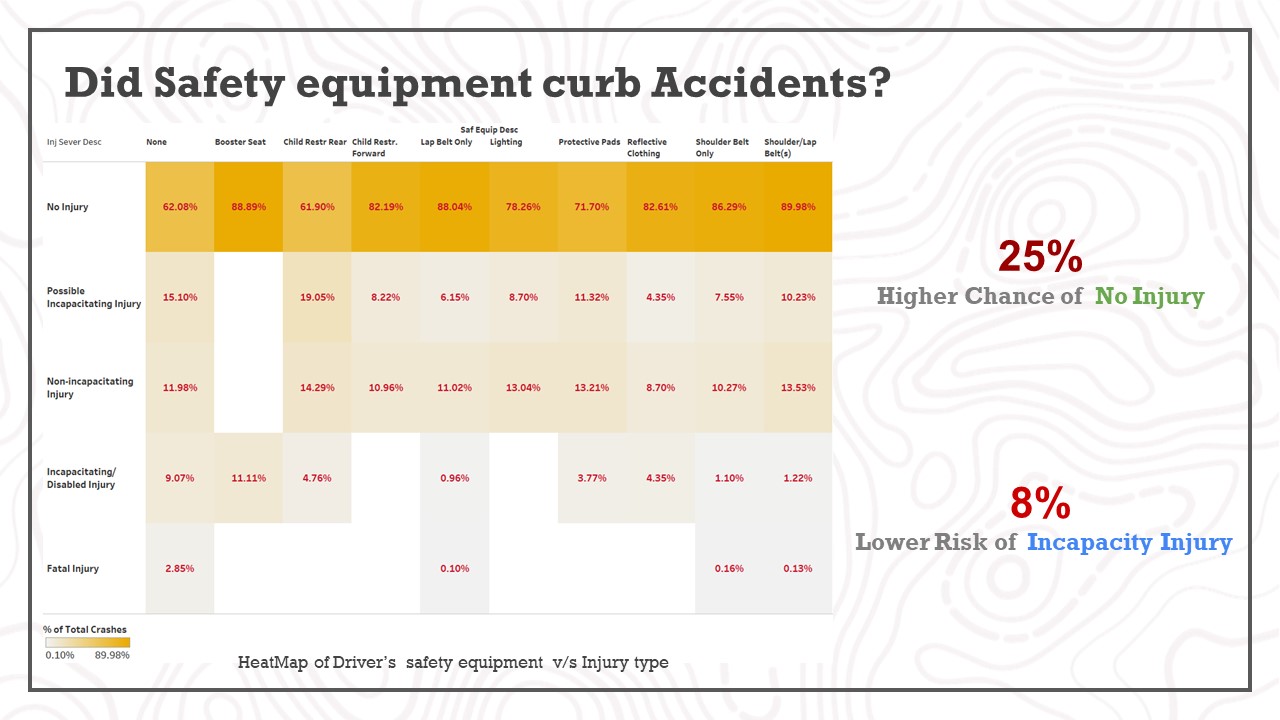 Did Safety equipment curb Accidents?
Saf Equip Desc
Inj Sever Desc None Booster Seat Child Restr Rear Child Restr. Forward Lap Belt Only Lighting Protective Pads Reflective Clothing Shoulder Belt Only Shoulder/Lap Belt(s)
No Injury 62.08% 88.89% 61.90% 82.19% 88.04% 78.26% 71.70% 82.61% 86.29% 89.98%
Possible
Incapacitating Injury 15.10% 19.05% 8.22% 6.15% 8.70% 11.32% 4.35% 7.55% 10.23%
Non-incapacitating
Injury 11.98% 14.29% 10.96% 11.02% 13.04% 13.21% 8.70% 10.27% 13.53%
Incapacitating/
Disabled Injury 9.07% 11.11% 4.76% 0.96% 3.77% 4.35% 1.10% 1.22%
Fatal Injury 2.85% 0.10% 0.16% 0.13%
% of Total Crashes
0.10% 89.98%
HeatMap of Driver's safety equipment v/s Injury type
25%
Higher Chance of No Injury
8%
Lower Risk of Incapacity Injury